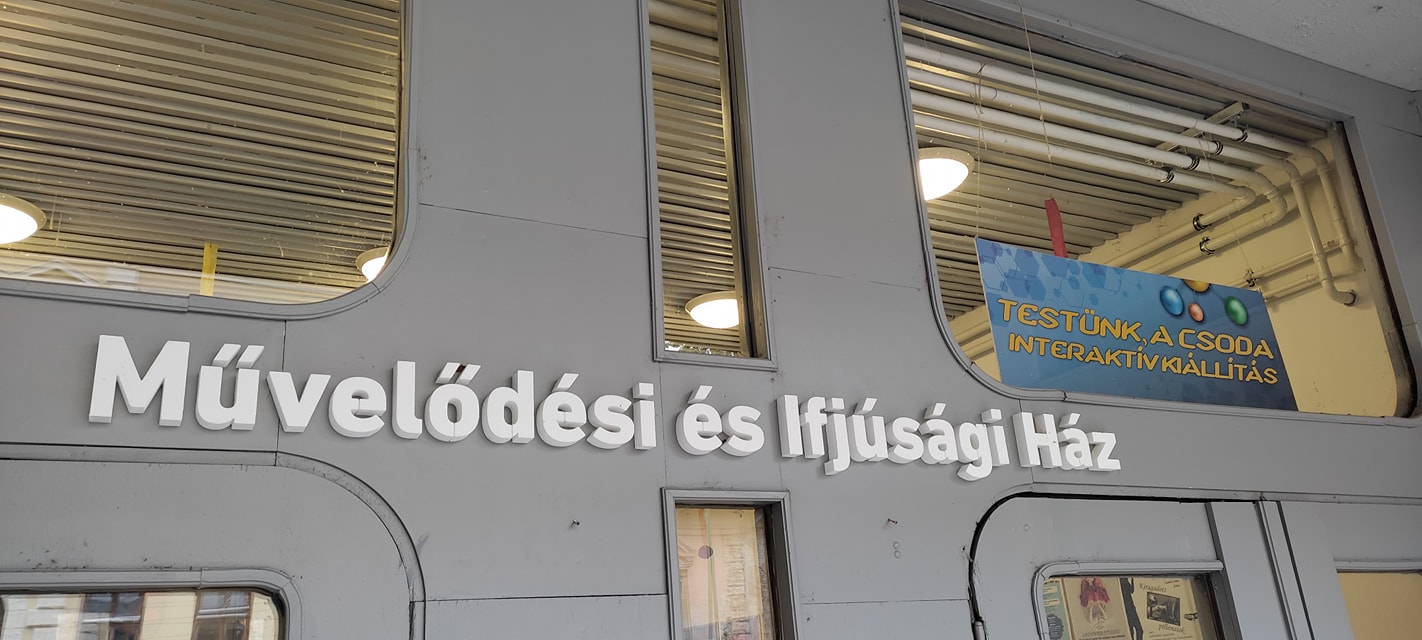 Művelődési és Ifjúsági Ház
TESTÜNK, A CSODA
INTERAKTÍV KIÁLLÍTÁS